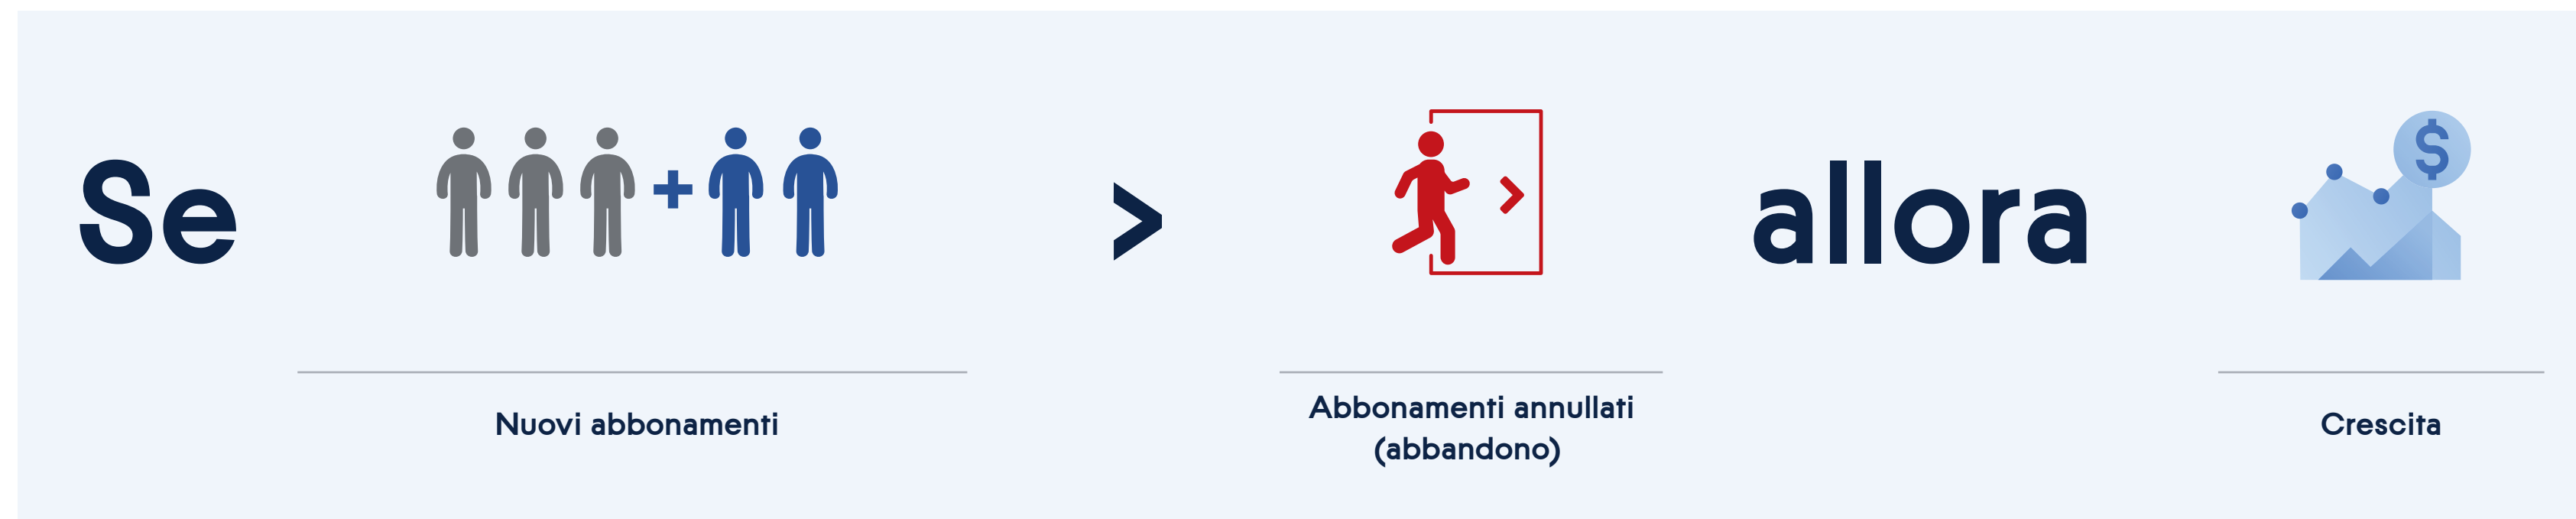 Se
+
>
allora
$
Nuovi abbonamenti
Abbonamenti annullati
(abbandono)
Crescita